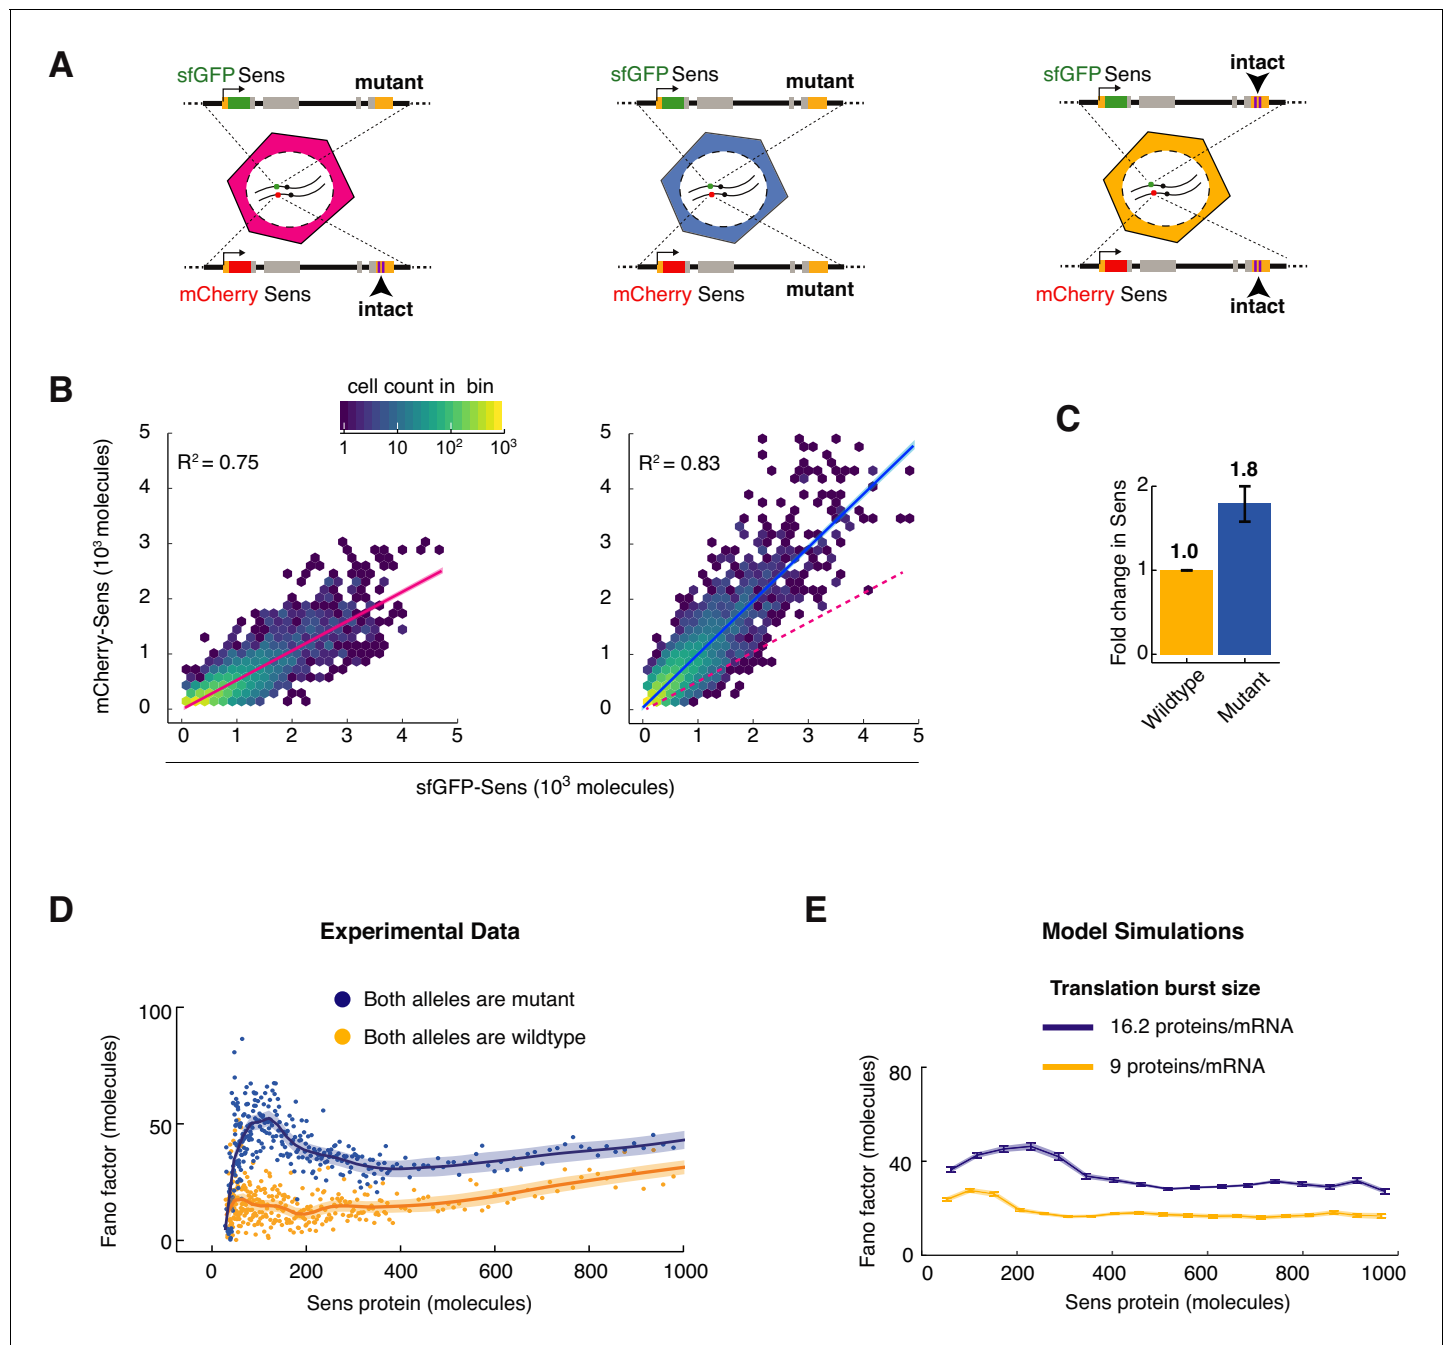 A
sfGFP Sens
mutant
mCherry Sens
intact
sfGFP Sens
mutant
mCherry Sens
mutant
sfGFP Sens
intact
mCherry Sens
intact
B
cell count in bin
1 10 10² 10³
R² = 0.75
mCherry-Sens (10³ molecules)
5
4
3
2
1
0
0 1 2 3 4 5
R² = 0.83
5
4
3
2
1
0
0 1 2 3 4 5
sfGFP-Sens (10³ molecules)
C
Fold change in Sens
2
1
0
1.0
1.8
Wildtype
Mutant
D
Experimental Data
Both alleles are mutant
Both alleles are wildtype
Fano factor (molecules)
100
50
0
0 200 400 600 800 1000
Sens protein (molecules)
E
Model Simulations
Translation burst size
16.2 proteins/mRNA
9 proteins/mRNA
Fano factor (molecules)
80
40
0
0 200 400 600 800 1000
Sens protein (molecules)